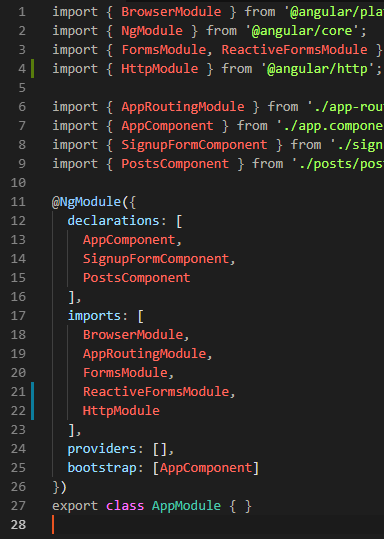 1 import { BrowserModule } from '@angular/pla
2 import { NgModule } from '@angular/core';
3 import { FormsModule, ReactiveFormsModule }
4 import { HttpModule } from '@angular/http';
5
6 import { AppRoutingModule } from './app-rou
7 import { AppComponent } from './app.compone
8 import { SignupFormComponent } from './sign
9 import { PostsComponent } from './posts/pos
10
11 @NgModule({
12 declarations: [
13 AppComponent,
14 SignupFormComponent,
15 PostsComponent
16 ],
17 imports: [
18 BrowserModule,
19 AppRoutingModule,
20 FormsModule,
21 ReactiveFormsModule,
22 HttpModule
23 ],
24 providers: [],
25 bootstrap: [AppComponent]
26 })
27 export class AppModule { }
28